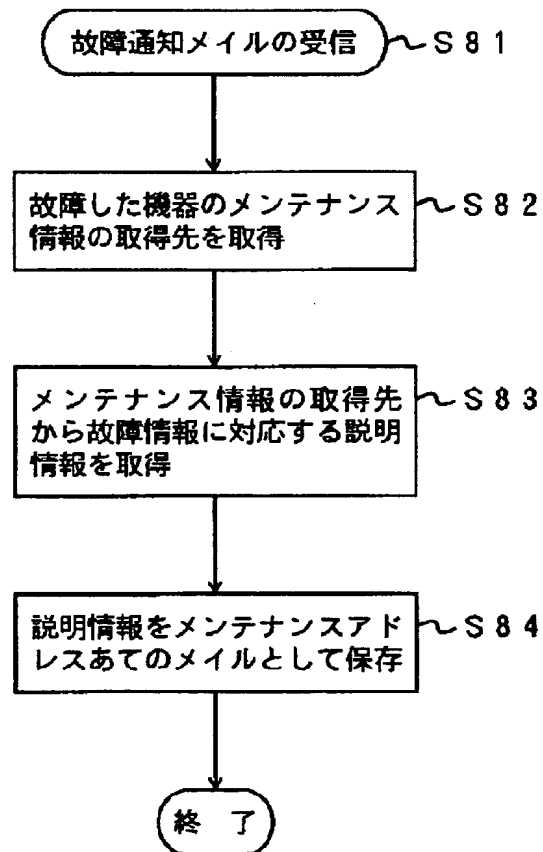 故障通知メイルの受信 S81
故障した機器のメンテナンス S82
情報の取得先を取得
メンテナンス情報の取得先 S83
から故障情報に対応する説明
情報を取得
説明情報をメンテナンスアド S84
レスあてのメイルとして保存
終 了